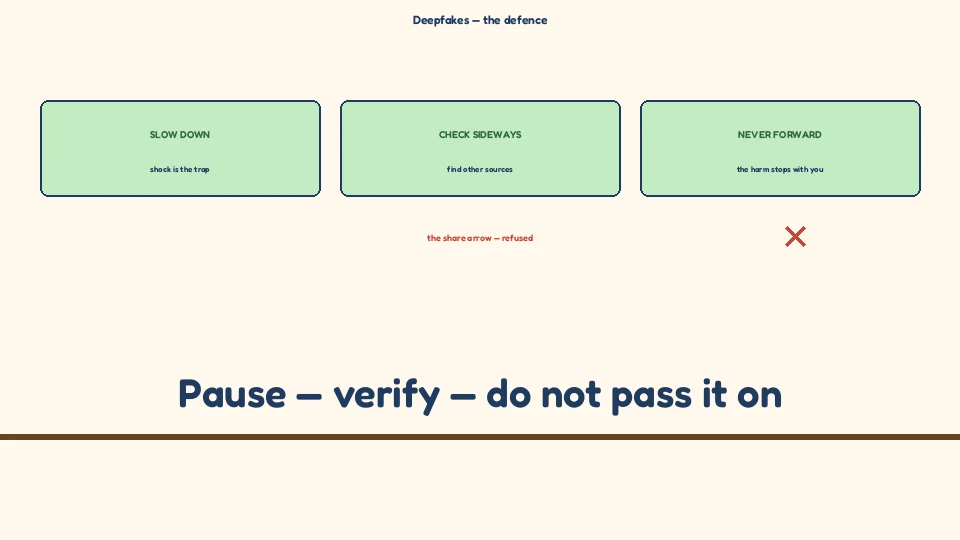 Deepfakes — the defence
SLOW DOWN
shock is the trap
CHECK SIDEWAYS
find other sources
NEVER FORWARD
the harm stops with you
the share arrow — refused
Pause — verify — do not pass it on